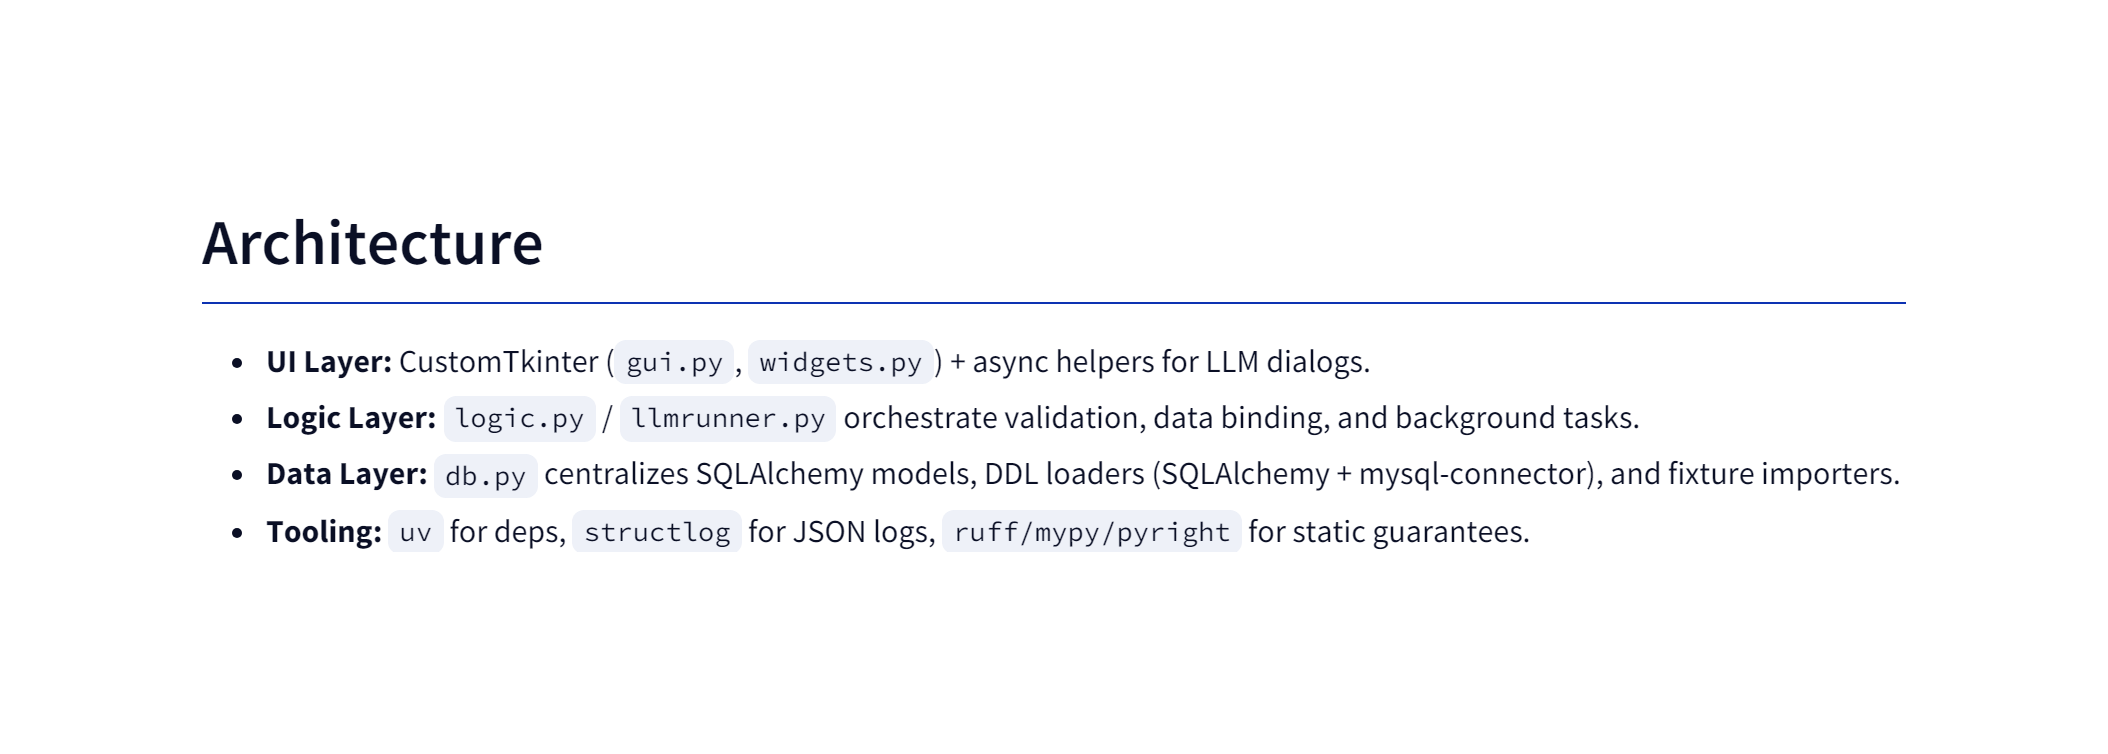 Architecture
• UI Layer: CustomTkinter ( gui.py , widgets.py ) + async helpers for LLM dialogs.
• Logic Layer: logic.py / llmrunner.py orchestrate validation, data binding, and background tasks.
• Data Layer: db.py centralizes SQLAlchemy models, DDL loaders (SQLAlchemy + mysql-connector), and fixture importers.
• Tooling: uv for deps, structlog for JSON logs, ruff/mypy/pyright for static guarantees.